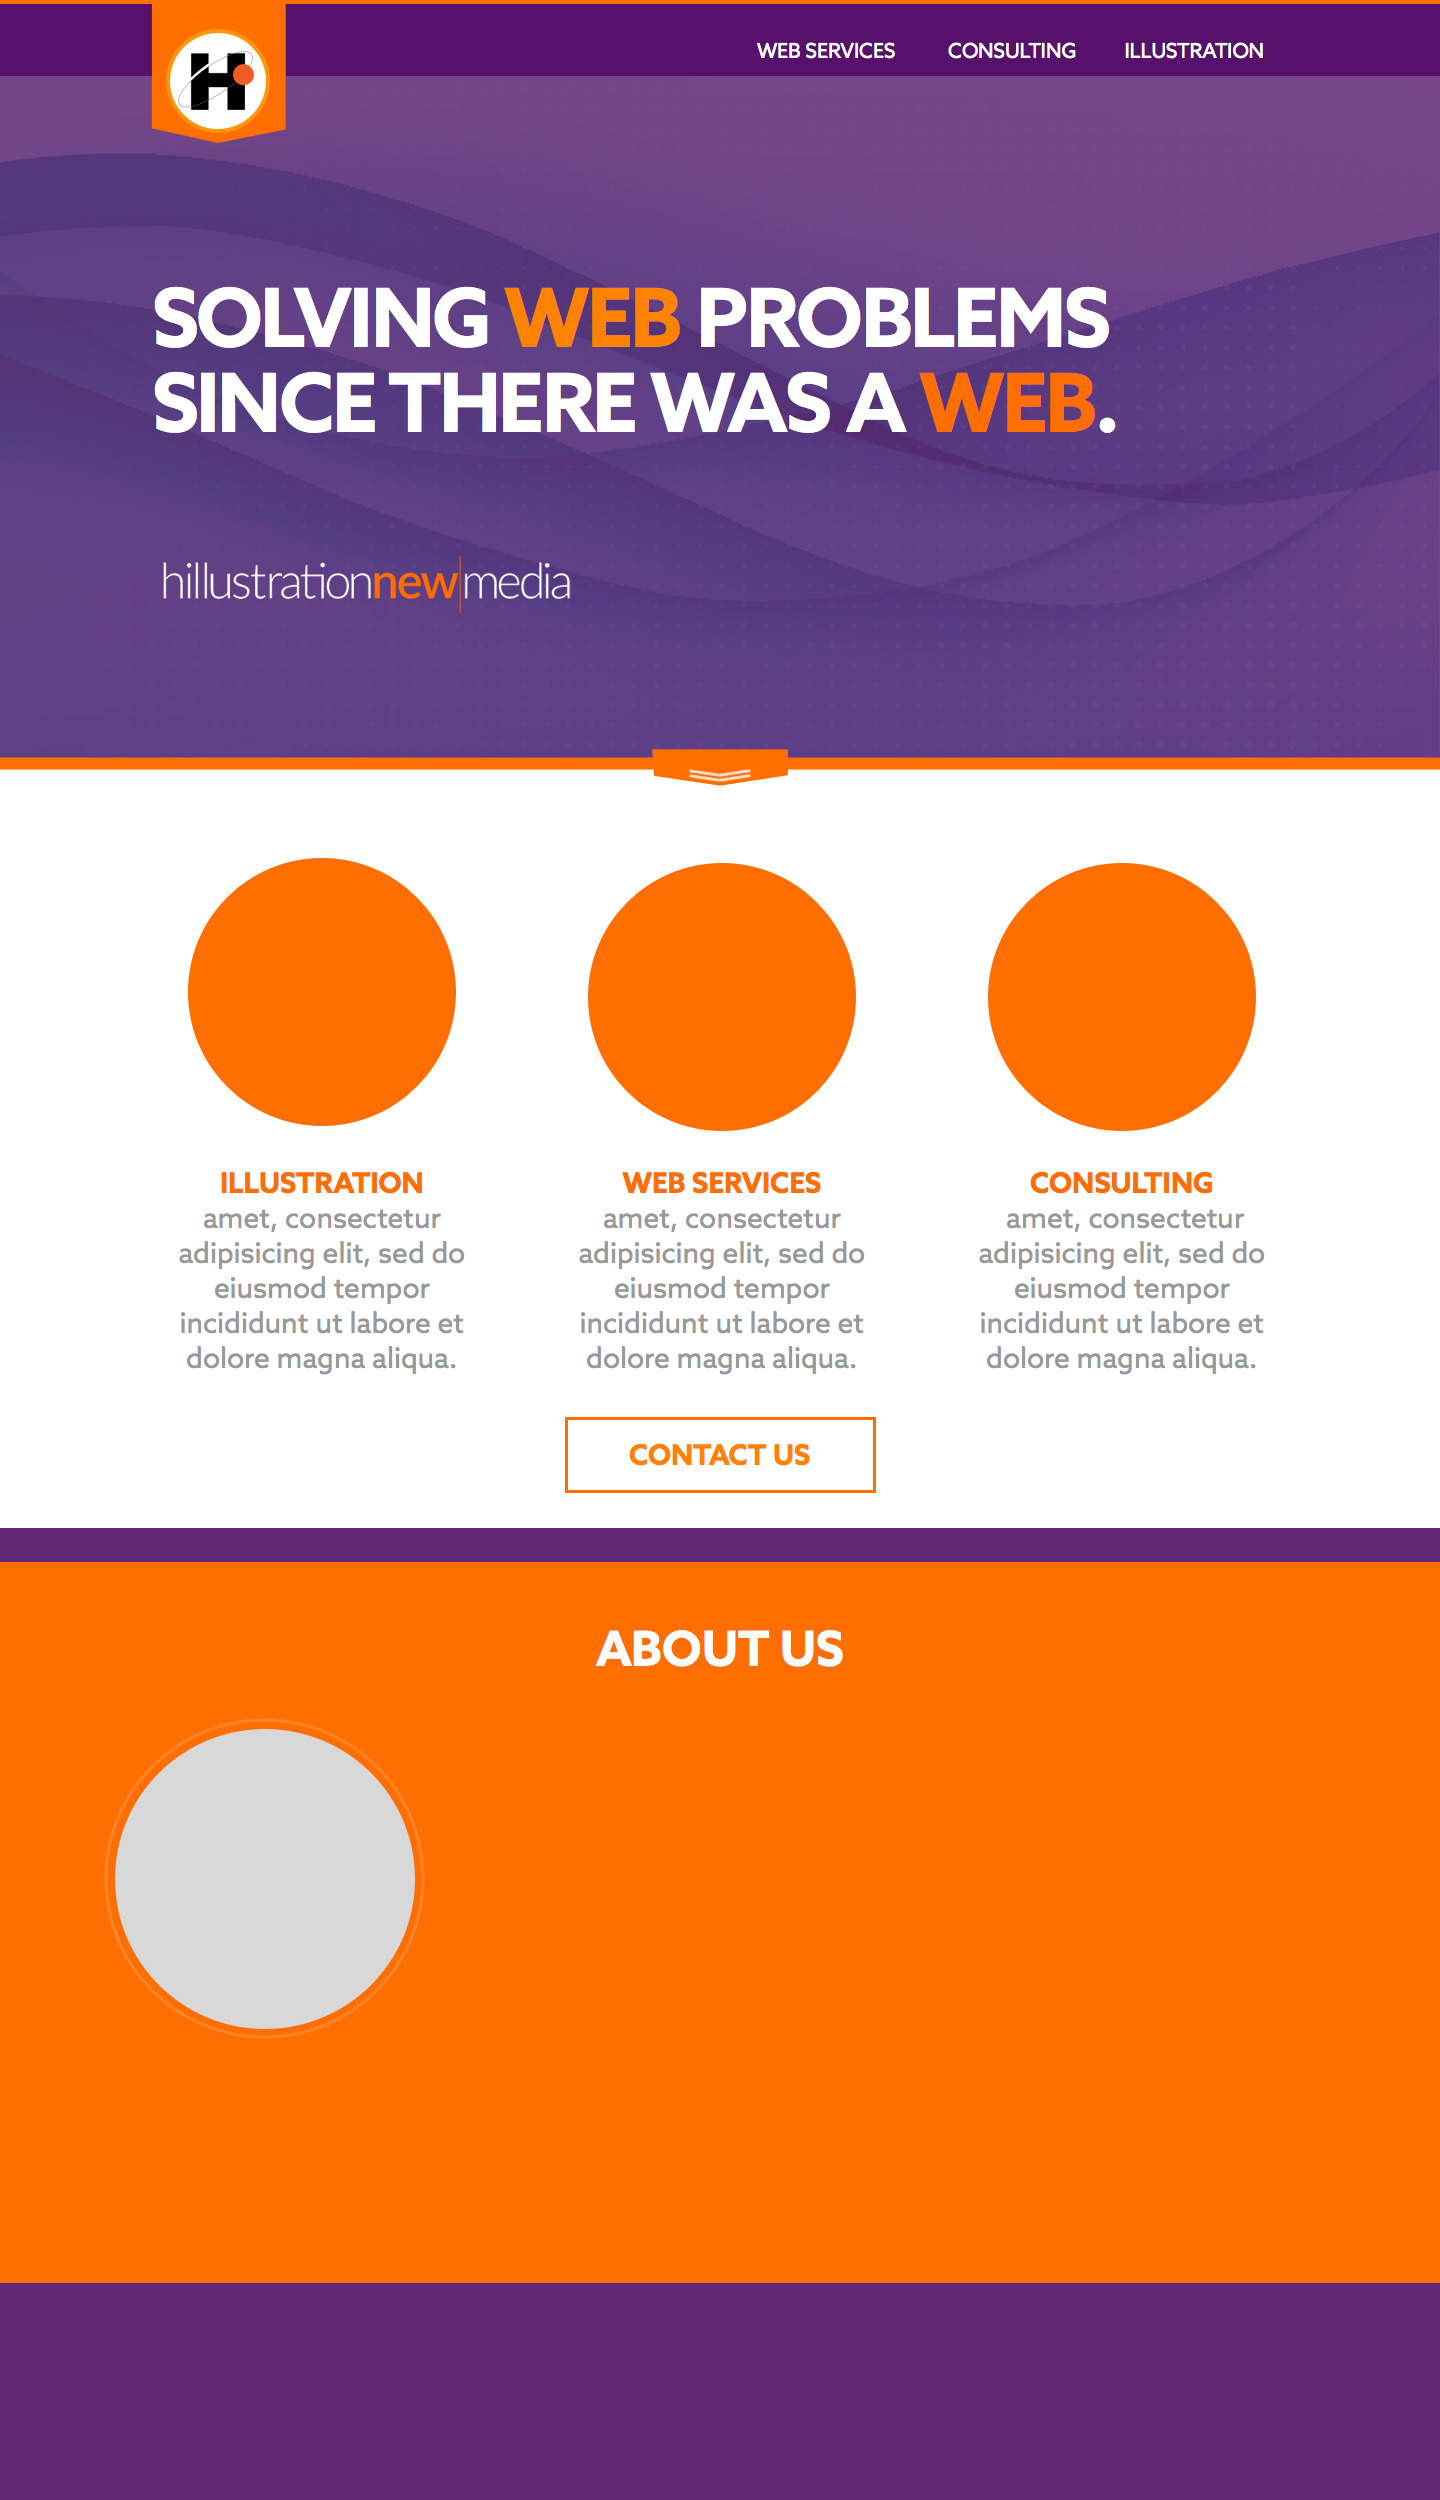 H
WEB SERVICES CONSULTING ILLUSTRATION
SOLVING WEB PROBLEMS
SINCE THERE WAS A WEB.
hillustrationnew|media
ILLUSTRATION
amet, consectetur
adipisicing elit, sed do
eiusmod tempor
incididunt ut labore et
dolore magna aliqua.
WEB SERVICES
amet, consectetur
adipisicing elit, sed do
eiusmod tempor
incididunt ut labore et
dolore magna aliqua.
CONSULTING
amet, consectetur
adipisicing elit, sed do
eiusmod tempor
incididunt ut labore et
dolore magna aliqua.
CONTACT US
ABOUT US